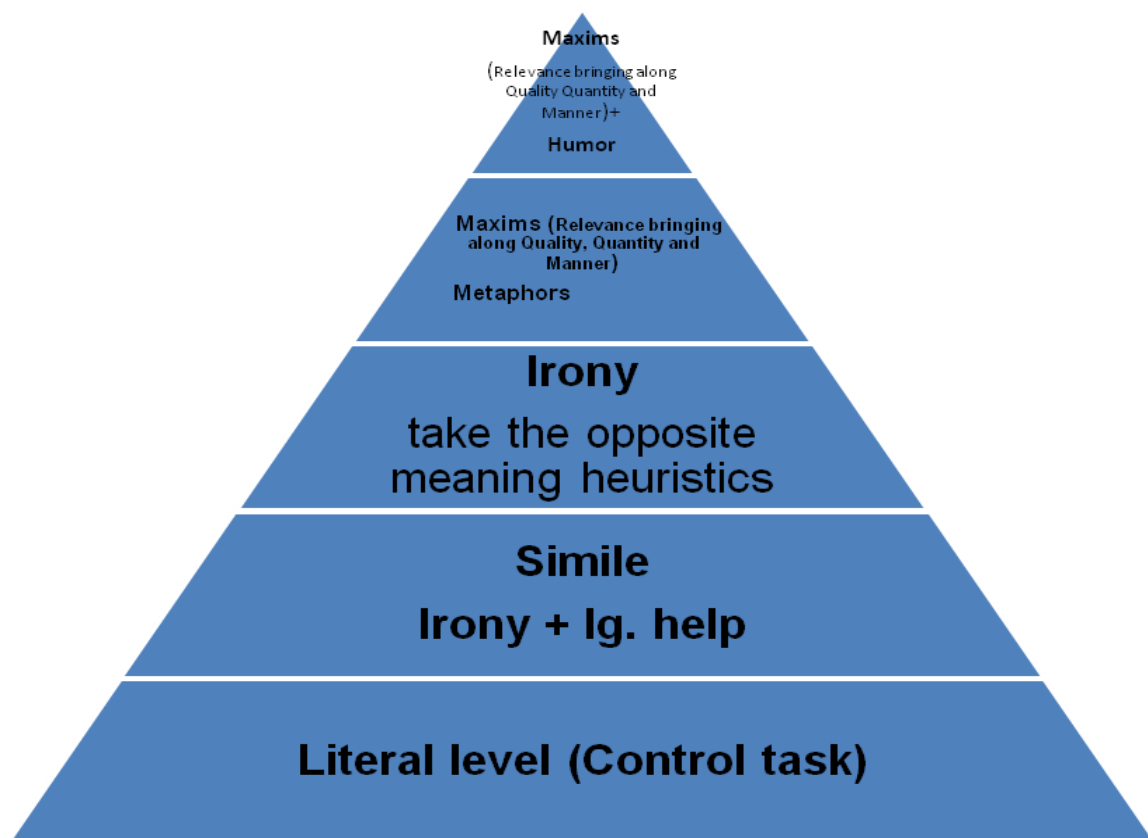 Maxims
(Relevance bringing along
Quality Quantity and
Manner)+
Humor
Maxims (Relevance bringing
along Quality, Quantity and
Manner)
Metaphors
Irony
take the opposite
meaning heuristics
Simile
Irony + lg. help
Literal level (Control task)